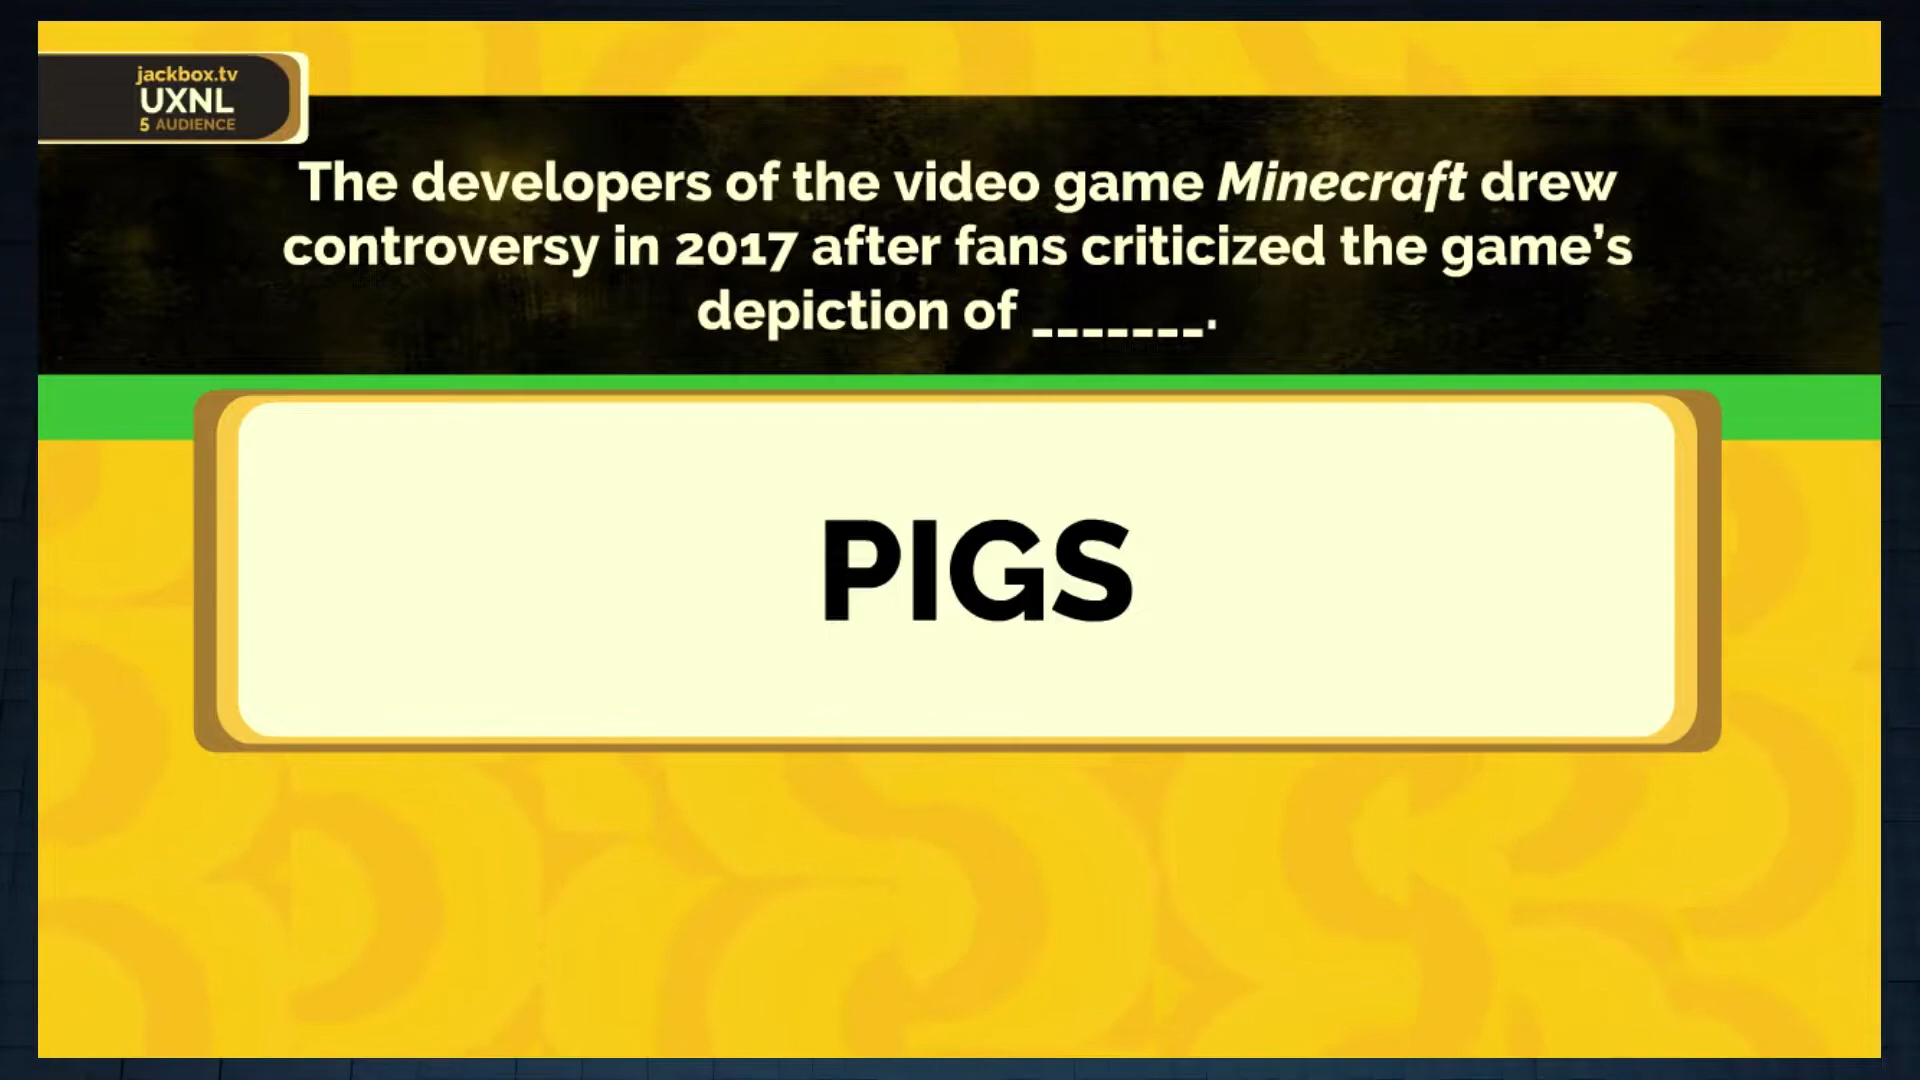 jackbox.tv
UXNL
5 AUDIENCE
The developers of the video game Minecraft drew
controversy in 2017 after fans criticized the game's
depiction of _______.
PIGS